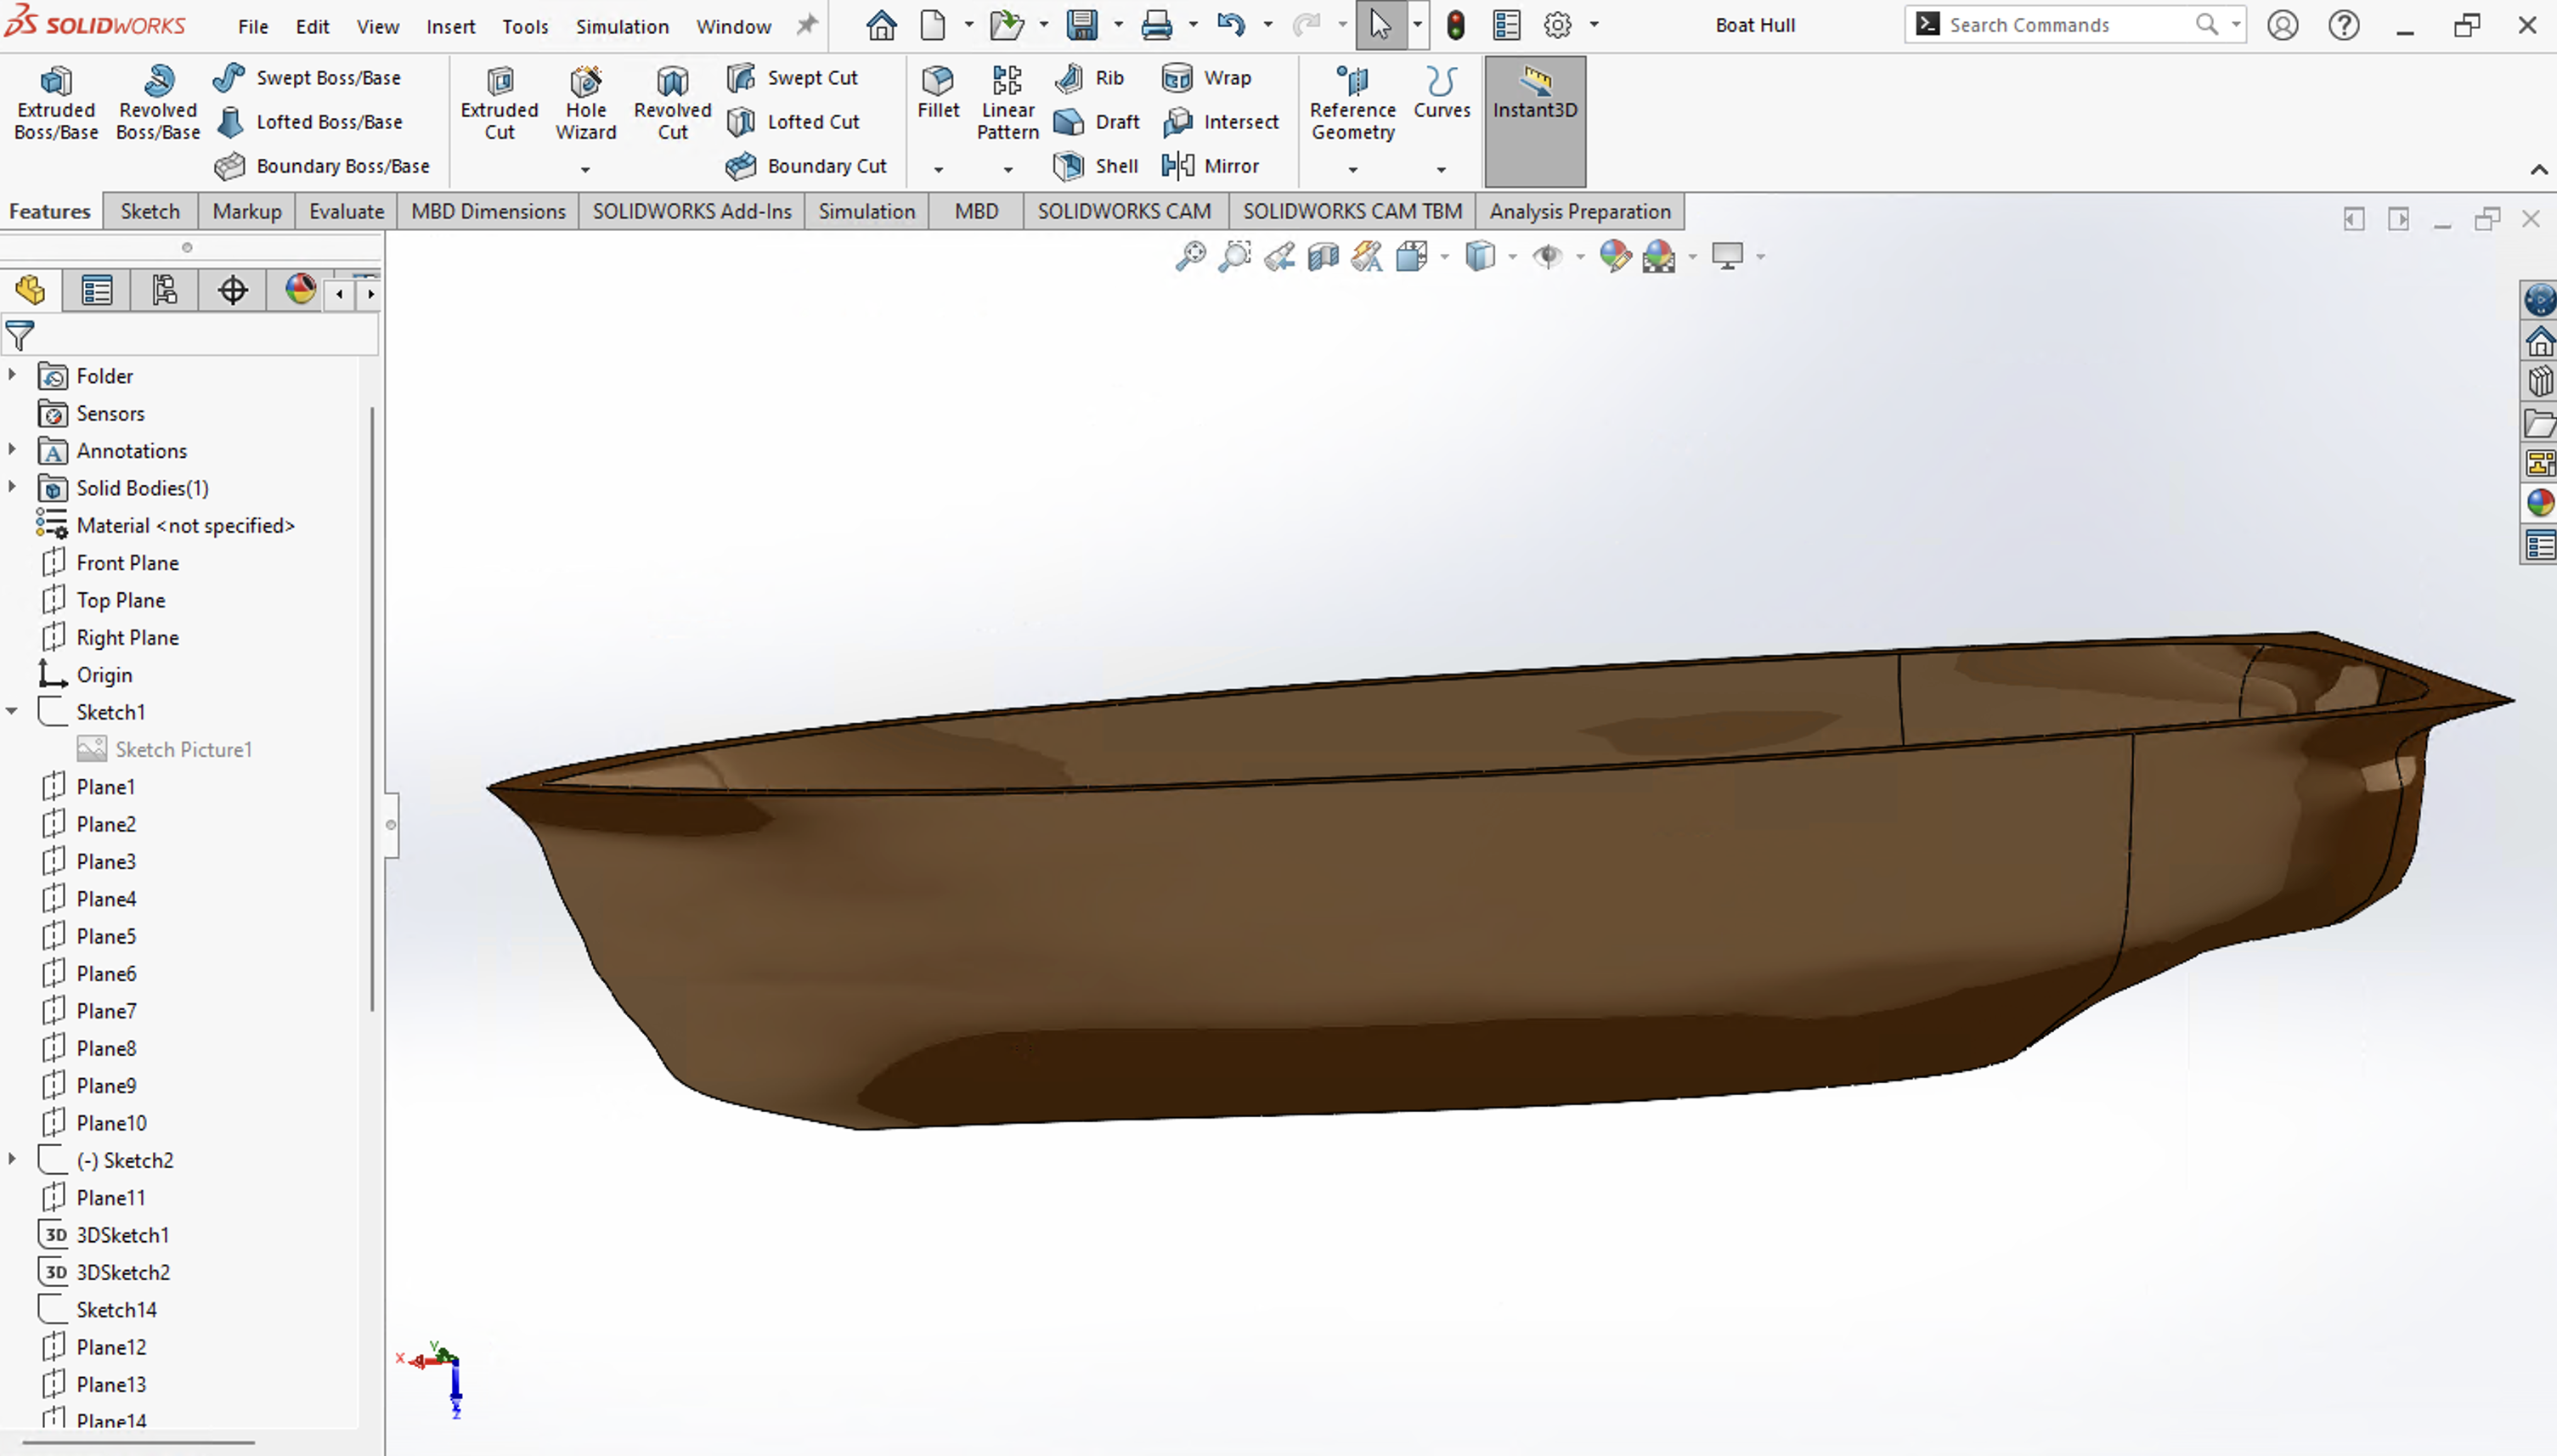 SOLIDWORKS File Edit View Insert Tools Simulation Window Boat Hull Search Commands
Extruded Boss/Base
Revolved Boss/Base
Swept Boss/Base
Lofted Boss/Base
Boundary Boss/Base
Extruded Cut
Hole Wizard
Revolved Cut
Swept Cut
Lofted Cut
Boundary Cut
Fillet
Linear Pattern
Rib
Draft
Shell
Wrap
Intersect
Mirror
Reference Geometry
Curves
Instant3D
Features Sketch Markup Evaluate MBD Dimensions SOLIDWORKS Add-Ins Simulation MBD SOLIDWORKS CAM SOLIDWORKS CAM TBM Analysis Preparation
Folder
Sensors
A Annotations
Solid Bodies(1)
Material <not specified>
Front Plane
Top Plane
Right Plane
Origin
Sketch1
Sketch Picture1
Plane1
Plane2
Plane3
Plane4
Plane5
Plane6
Plane7
Plane8
Plane9
Plane10
(-) Sketch2
Plane11
3D 3DSketch1
3D 3DSketch2
Sketch14
Plane12
Plane13
Plane14
X Y
Z